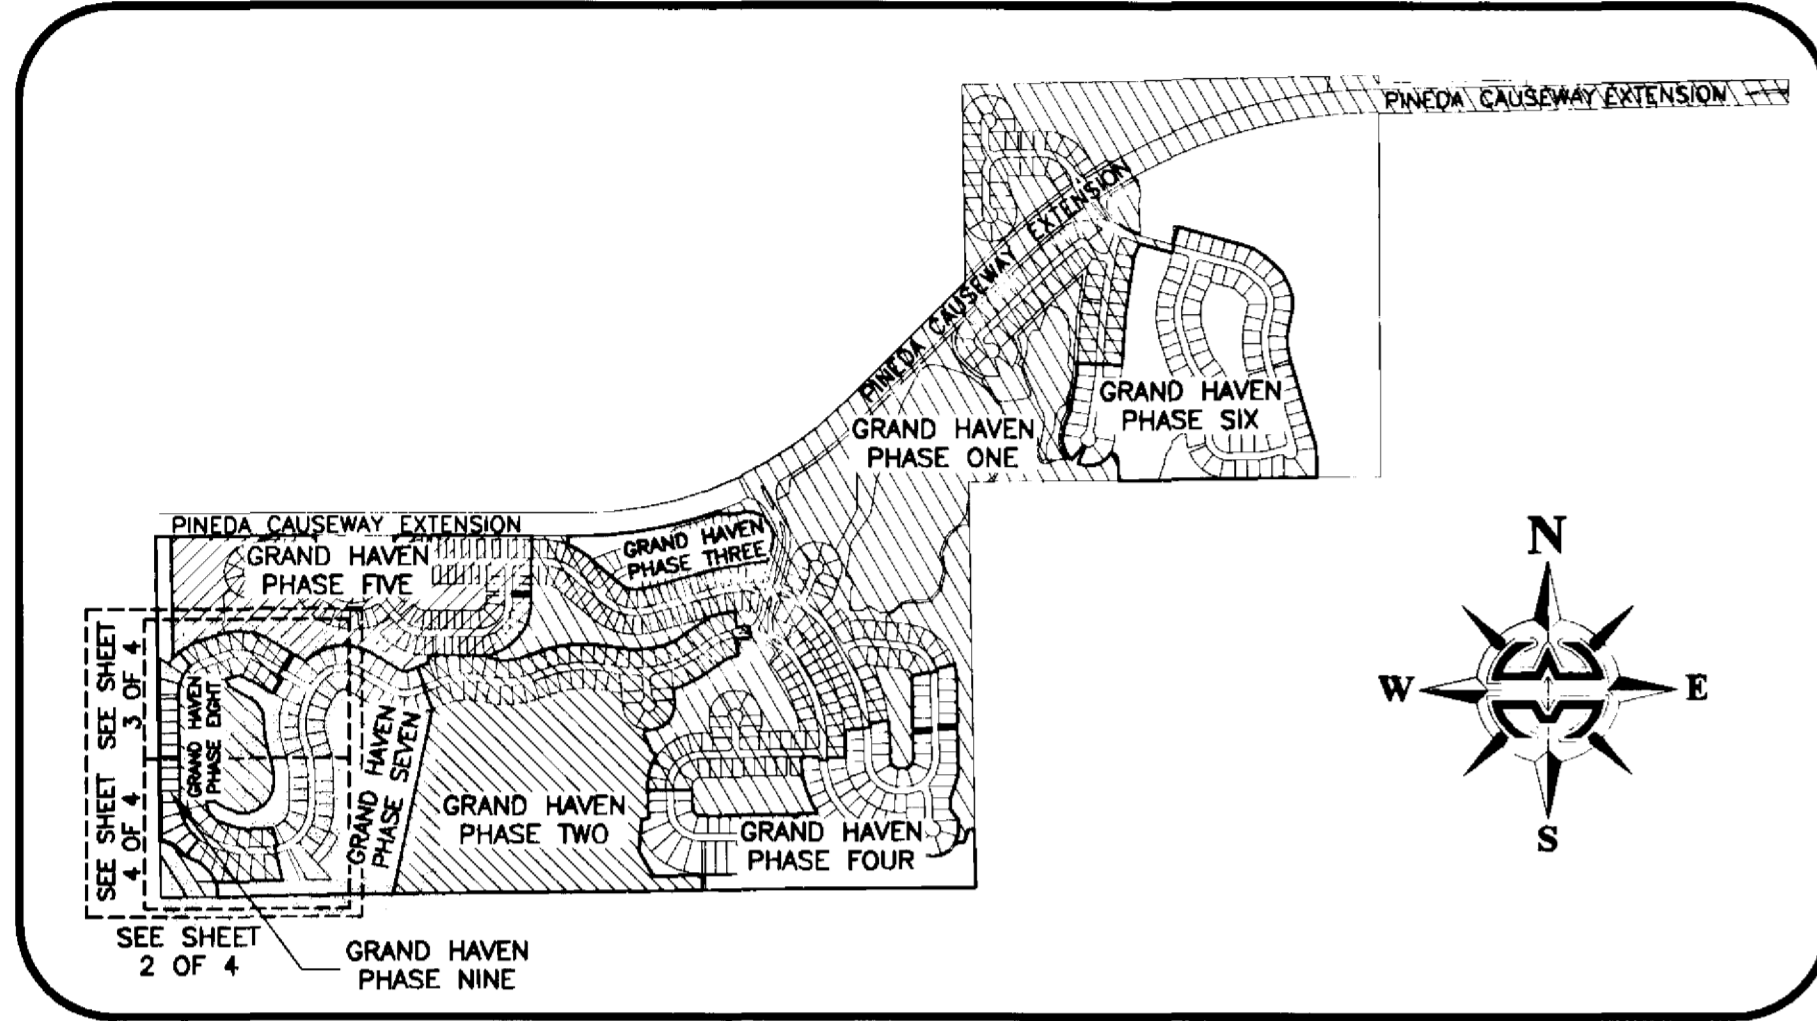 PINEDA CAUSEWAY EXTENSION
PINEDA CAUSEWAY EXTENSION
GRAND HAVEN
PHASE SIX
GRAND HAVEN
PHASE ONE
PINEDA CAUSEWAY EXTENSION
GRAND HAVEN
PHASE FIVE
GRAND HAVEN
PHASE THREE
SEE SHEET
3 OF 4
SEE SHEET
4 OF 4
GRAND HAVEN
PHASE EIGHT
GRAND HAVEN
PHASE SEVEN
GRAND HAVEN
PHASE TWO
GRAND HAVEN
PHASE FOUR
SEE SHEET
2 OF 4
GRAND HAVEN
PHASE NINE
N
W
E
S